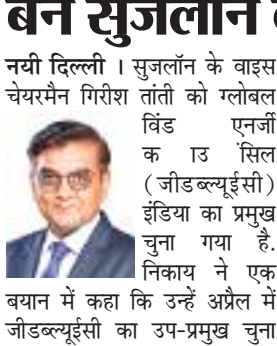 बने सुजलॉन
नयी दिल्ली । सुजलॉन के वाइस
चेयरमैन गिरीश तांती को ग्लोबल
विंड एनर्जी
क ाउ ंसिल
(जीडब्ल्यूईसी)
इंडिया का प्रमुख
चुना गया है.
निकाय ने एक
बयान में कहा कि उन्हें अप्रैल में
जीडब्ल्यूईसी का उप-प्रमुख चुना